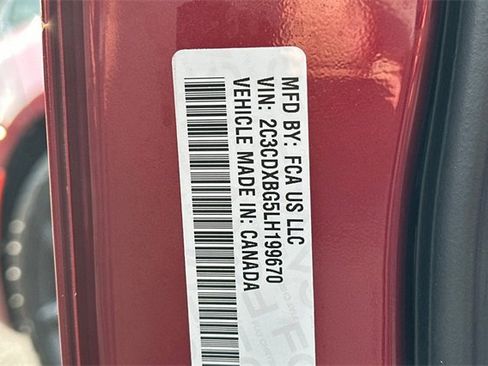 MFD BY: FCA US LLC
VIN: 2C3CDXBG5LH199670
VEHICLE MADE IN: CANADA